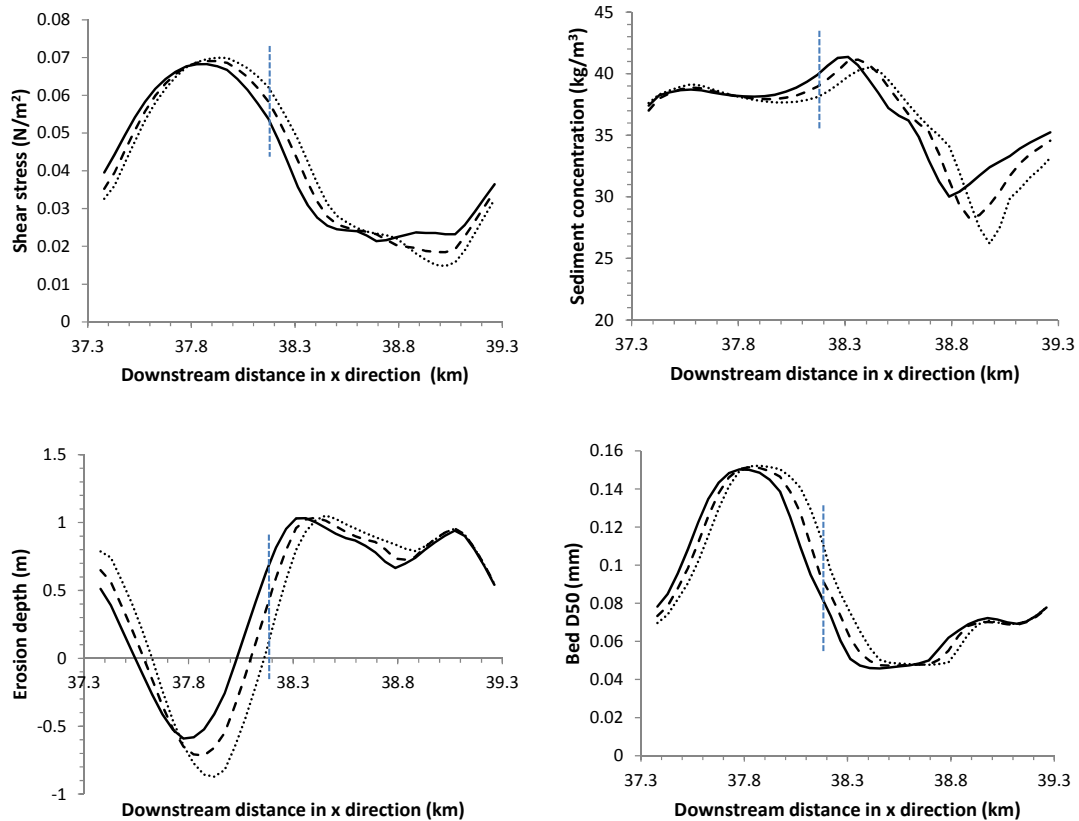 0.08
0.07
0.06
0.05
0.04
0.03
0.02
0.01
0
Shear stress (N/m²)
37.3 37.8 38.3 38.8 39.3
Downstream distance in x direction (km)
45
40
35
30
25
20
Sediment concentration (kg/m³)
37.3 37.8 38.3 38.8 39.3
Downstream distance in x direction (km)
1.5
1
0.5
0
-0.5
-1
Erosion depth (m)
37.3 37.8 38.3 38.8 39.3
Downstream distance in x direction (km)
0.16
0.14
0.12
0.10
0.08
0.06
0.04
0.02
0
Bed D50 (mm)
37.3 37.8 38.3 38.8 39.3
Downstream distance in x direction (km)